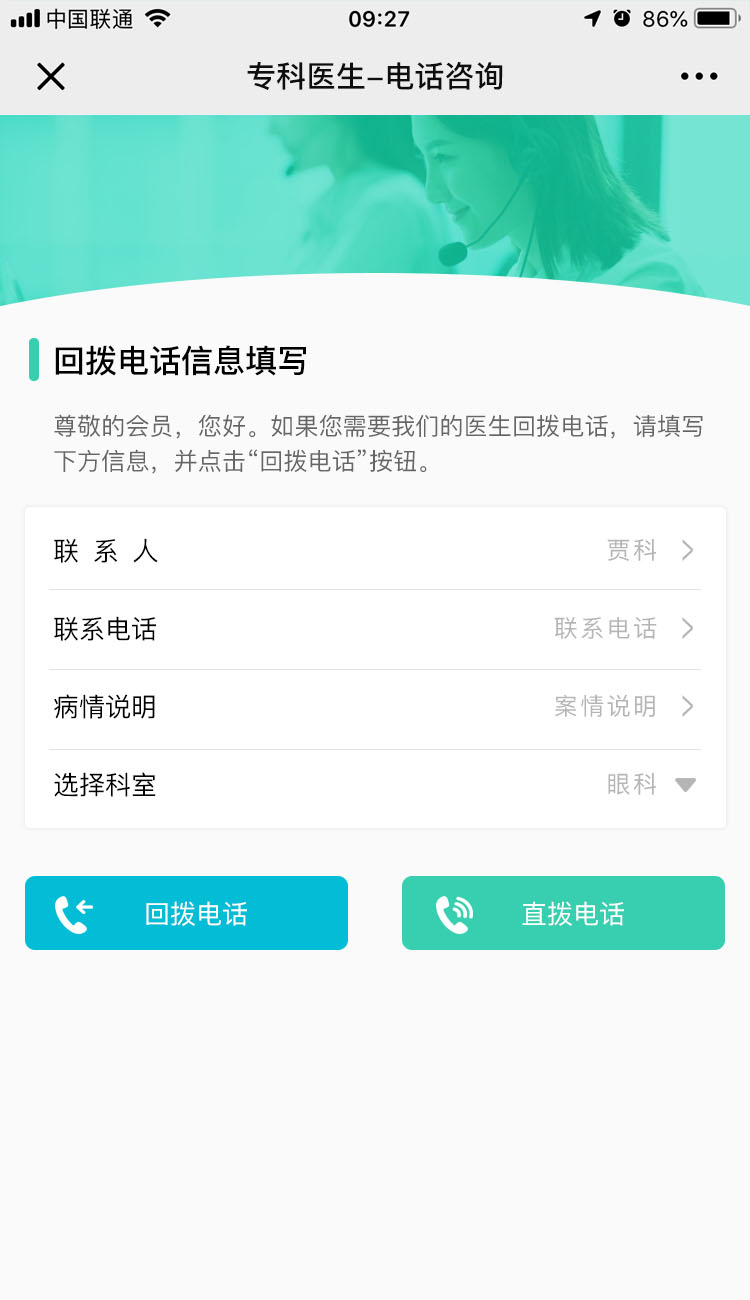 中国联通 09:27 86%
专科医生-电话咨询
回拨电话信息填写
尊敬的会员，您好。如果您需要我们的医生回拨电话，请填写
下方信息，并点击“回拨电话”按钮。
联 系 人 贾科
联系电话 联系电话
病情说明 案情说明
选择科室 眼科
回拨电话 直拨电话